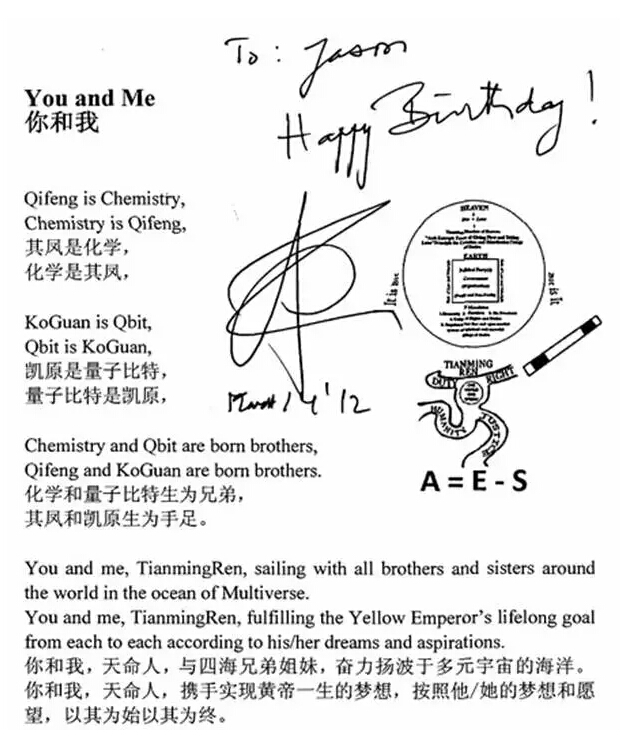 To: Jason
Happy Birthday!
You and Me
你和我
Qifeng is Chemistry,
Chemistry is Qifeng,
其风是化学，
化学是其凤，
KoGuan is Qbit,
Qbit is KoGuan,
凯原是量子比特，
量子比特是凯原，
March 14 '12
Chemistry and Qbit are born brothers,
Qifeng and KoGuan are born brothers.
化学和量子比特生为兄弟，
其凤和凯原生为手足。
HEAVEN
EARTH
It is
not is it
TIANMING
REN
DUTY
RIGHT
HUMANITY
JUSTICE
A = E - S
You and me, TianmingRen, sailing with all brothers and sisters around
the world in the ocean of Multiverse.
You and me, TianmingRen, fulfilling the Yellow Emperor's lifelong goal
from each to each according to his/her dreams and aspirations.
你和我，天命人，与四海兄弟姐妹，奋力扬波于多元宇宙的海洋。
你和我，天命人，携手实现黄帝一生的梦想，按照他/她的梦想和愿
望，以其为始以其为终。